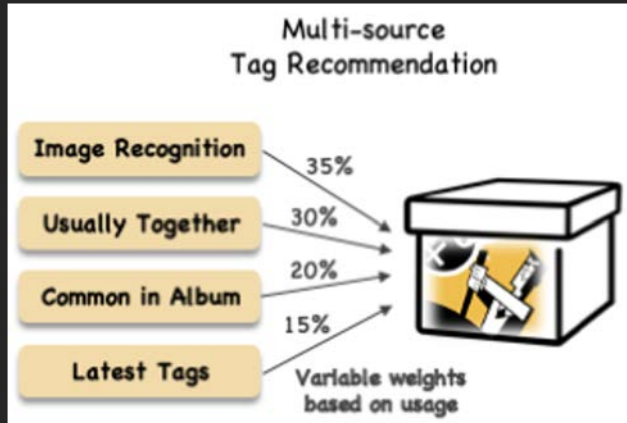 Multi-source
Tag Recommendation
Image Recognition
35%
Usually Together
30%
Common in Album
20%
Latest Tags
15%
Variable weights
based on usage